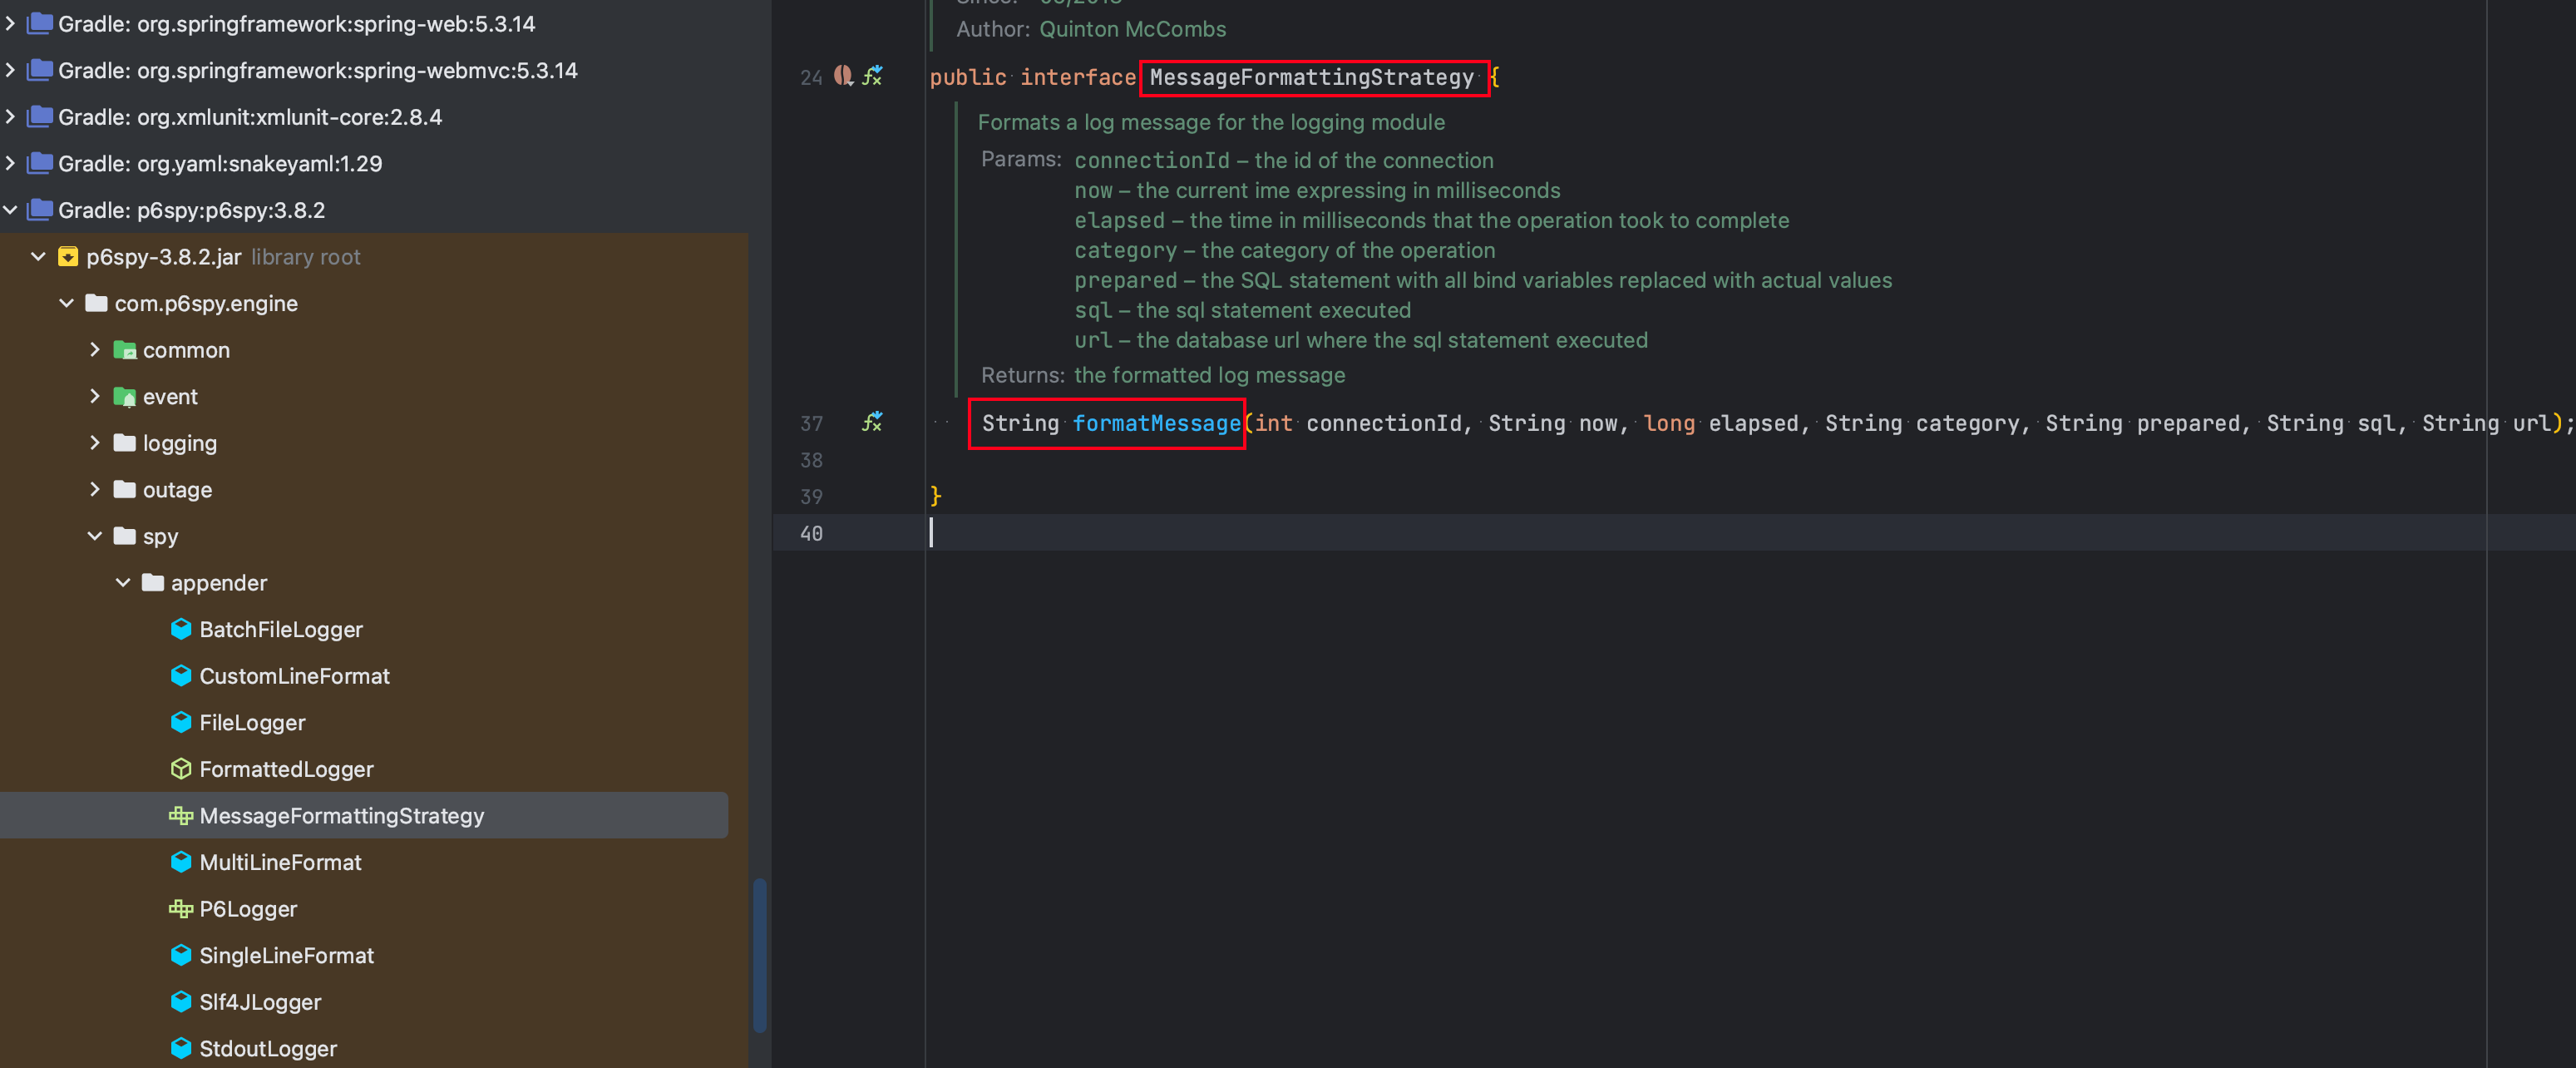 Gradle: org.springframework:spring-web:5.3.14
Gradle: org.springframework:spring-webmvc:5.3.14
Gradle: org.xmlunit:xmlunit-core:2.8.4
Gradle: org.yaml:snakeyaml:1.29
Gradle: p6spy:p6spy:3.8.2
p6spy-3.8.2.jar library root
com.p6spy.engine
common
event
logging
outage
spy
appender
BatchFileLogger
CustomLineFormat
FileLogger
FormattedLogger
MessageFormattingStrategy
MultiLineFormat
P6Logger
SingleLineFormat
Slf4JLogger
StdoutLogger
Author: Quinton McCombs
24 public interface MessageFormattingStrategy {
Formats a log message for the logging module
Params: connectionId – the id of the connection
now – the current ime expressing in milliseconds
elapsed – the time in milliseconds that the operation took to complete
category – the category of the operation
prepared – the SQL statement with all bind variables replaced with actual values
sql – the sql statement executed
url – the database url where the sql statement executed
Returns: the formatted log message
37 String formatMessage(int connectionId, String now, long elapsed, String category, String prepared, String sql, String url);
38
39 }
40